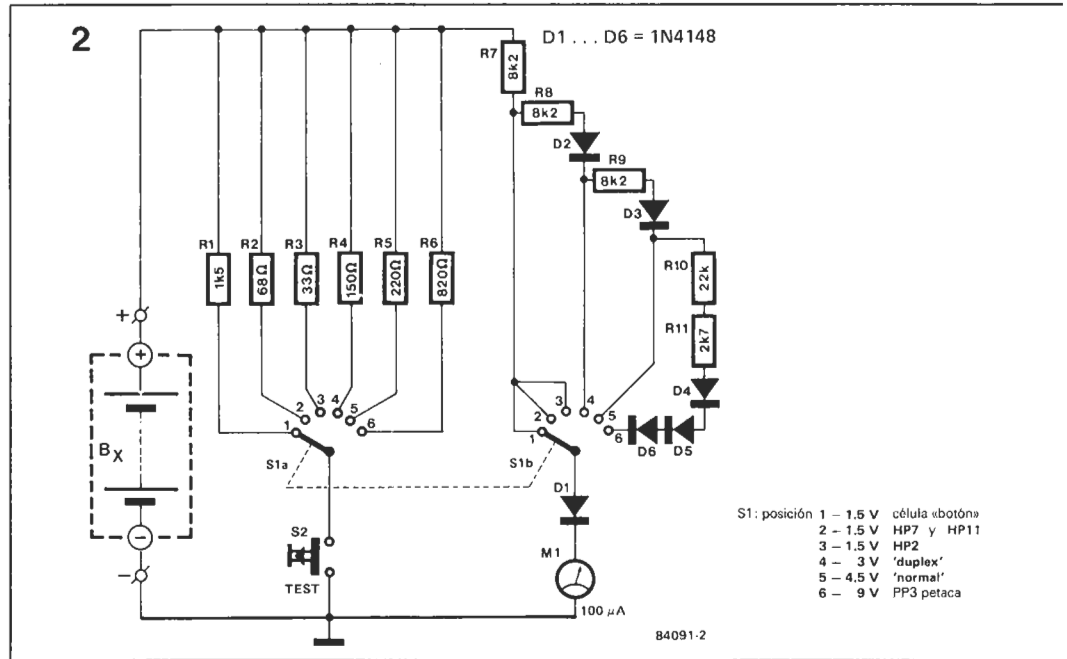 2
D1 . . . D6 = 1N4148
R7
8k2
R8
8k2
D2
R9
8k2
D3
R1
1k5
R2
68Ω
R3
33Ω
R4
150Ω
R5
220Ω
R6
820Ω
R10
22k
R11
2k7
D4
+
+
BX
−
−
1
2
3
4
5
6
S1a
1
2
3
4
5
6
S1b
D6
D5
D1
S2
TEST
M1
100 µA
S1: posición 1 – 1.5 V célula «botón»
2 – 1.5 V HP7 y HP11
3 – 1.5 V HP2
4 – 3 V 'duplex'
5 – 4.5 V 'normal'
6 – 9 V PP3 petaca
84091-2